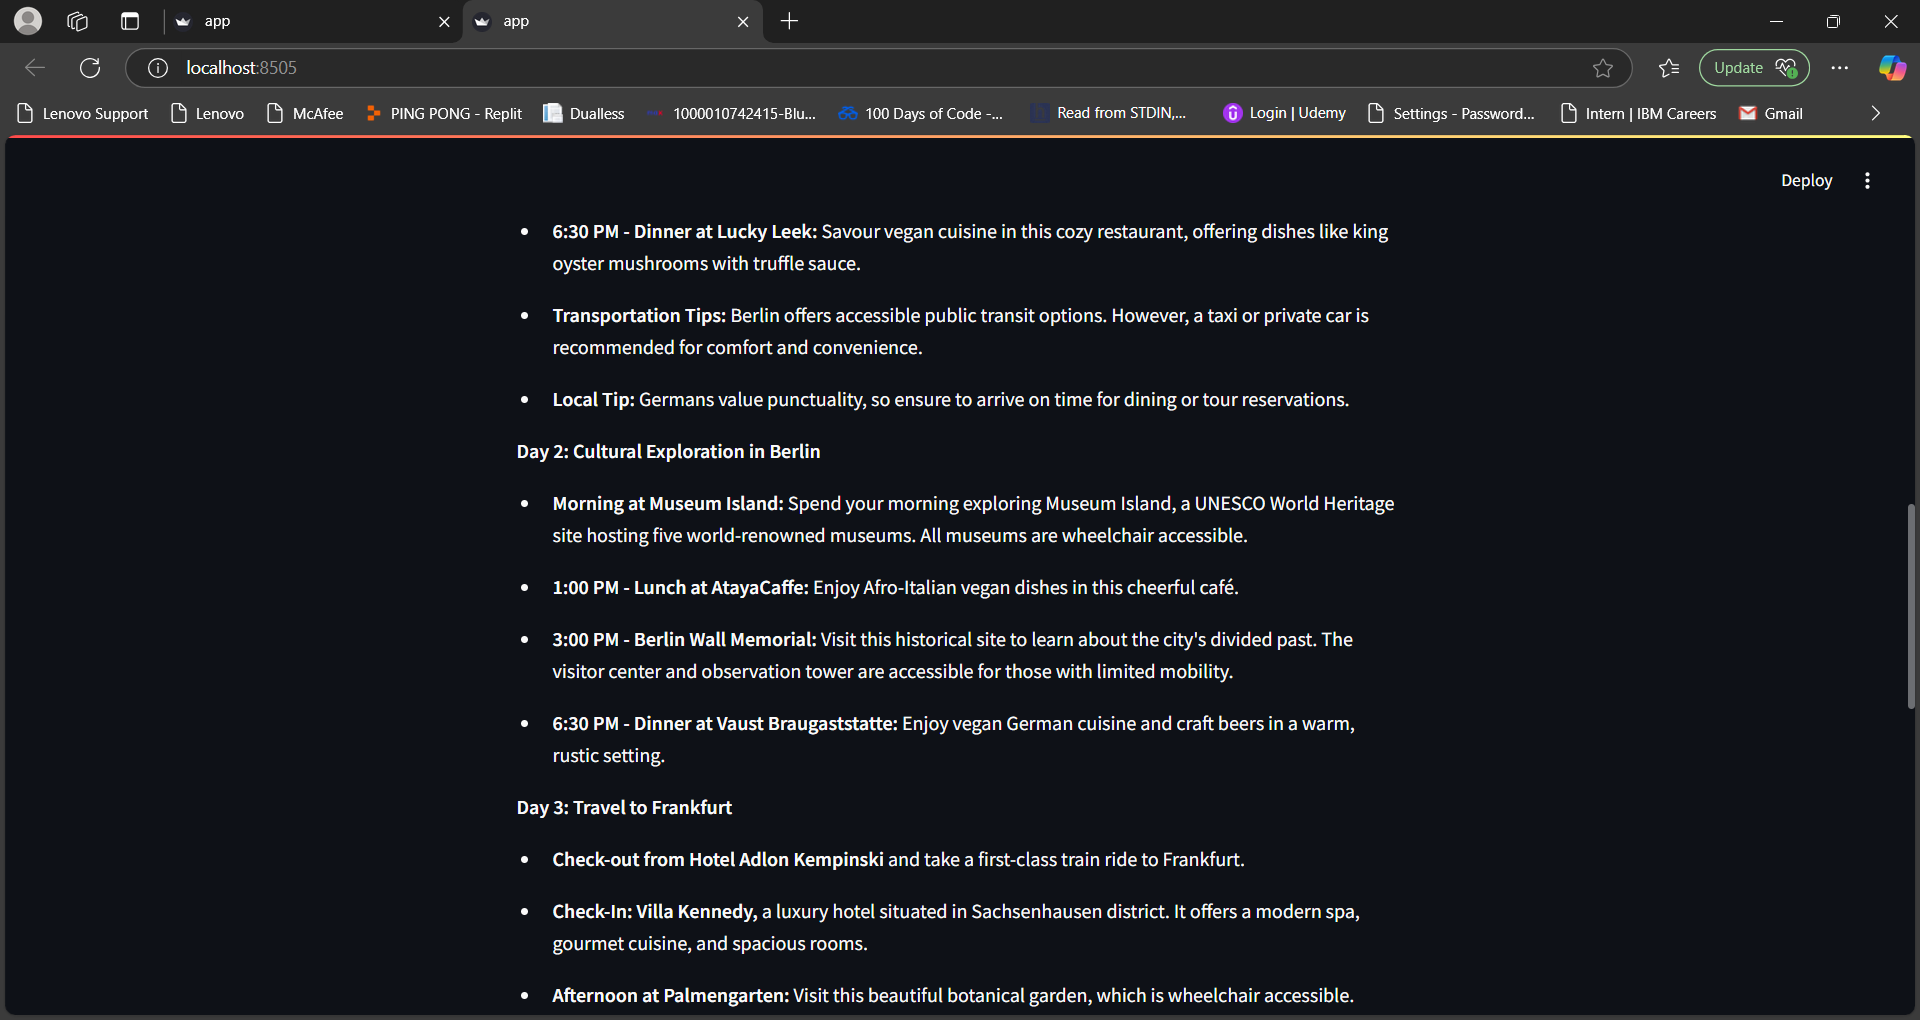 app
app
localhost:8505
Update
Lenovo Support
Lenovo
McAfee
PING PONG - Replit
Dualless
1000010742415-Blu...
100 Days of Code -...
Read from STDIN,...
Login | Udemy
Settings - Password...
Intern | IBM Careers
Gmail
Deploy
• 6:30 PM - Dinner at Lucky Leek: Savour vegan cuisine in this cozy restaurant, offering dishes like king
oyster mushrooms with truffle sauce.
• Transportation Tips: Berlin offers accessible public transit options. However, a taxi or private car is
recommended for comfort and convenience.
• Local Tip: Germans value punctuality, so ensure to arrive on time for dining or tour reservations.
Day 2: Cultural Exploration in Berlin
• Morning at Museum Island: Spend your morning exploring Museum Island, a UNESCO World Heritage
site hosting five world-renowned museums. All museums are wheelchair accessible.
• 1:00 PM - Lunch at AtayaCaffe: Enjoy Afro-Italian vegan dishes in this cheerful café.
• 3:00 PM - Berlin Wall Memorial: Visit this historical site to learn about the city's divided past. The
visitor center and observation tower are accessible for those with limited mobility.
• 6:30 PM - Dinner at Vaust Braugaststatte: Enjoy vegan German cuisine and craft beers in a warm,
rustic setting.
Day 3: Travel to Frankfurt
• Check-out from Hotel Adlon Kempinski and take a first-class train ride to Frankfurt.
• Check-In: Villa Kennedy, a luxury hotel situated in Sachsenhausen district. It offers a modern spa,
gourmet cuisine, and spacious rooms.
• Afternoon at Palmengarten: Visit this beautiful botanical garden, which is wheelchair accessible.